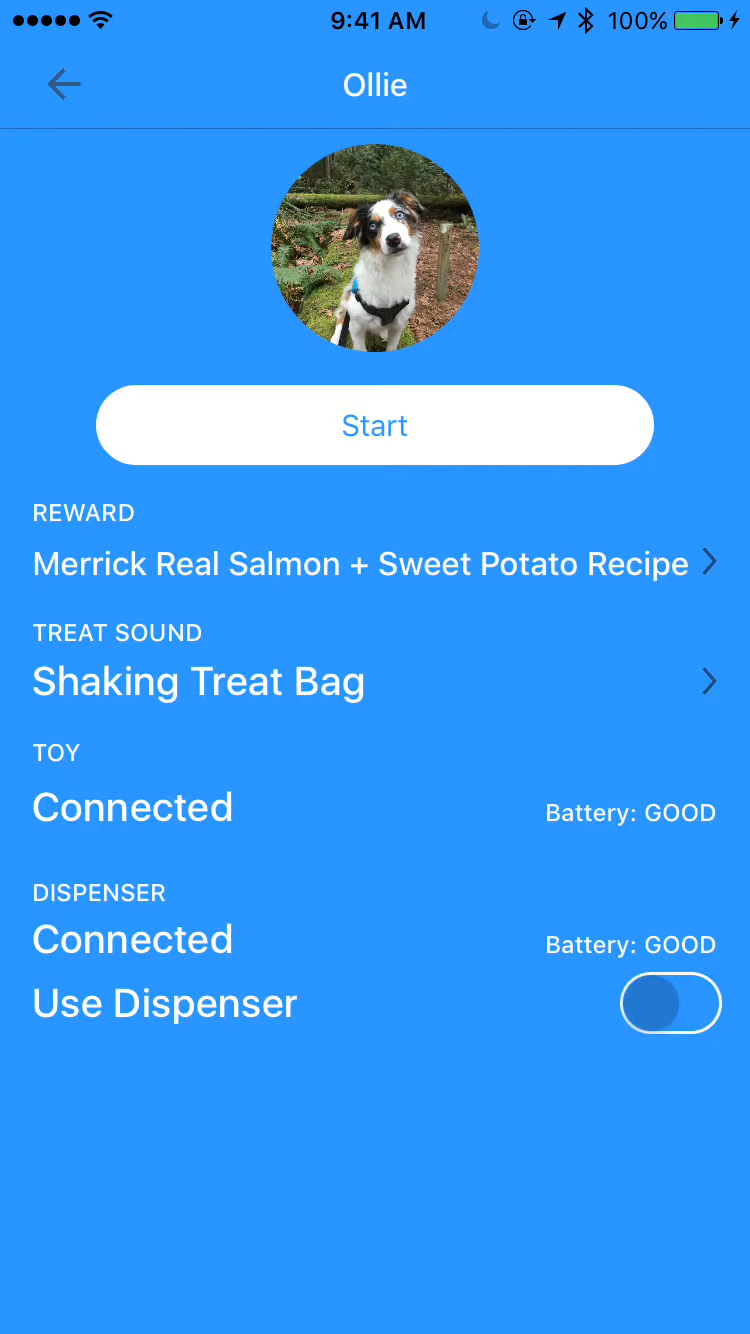 9:41 AM
100%
Ollie
Start
REWARD
Merrick Real Salmon + Sweet Potato Recipe
TREAT SOUND
Shaking Treat Bag
TOY
Connected
Battery: GOOD
DISPENSER
Connected
Battery: GOOD
Use Dispenser